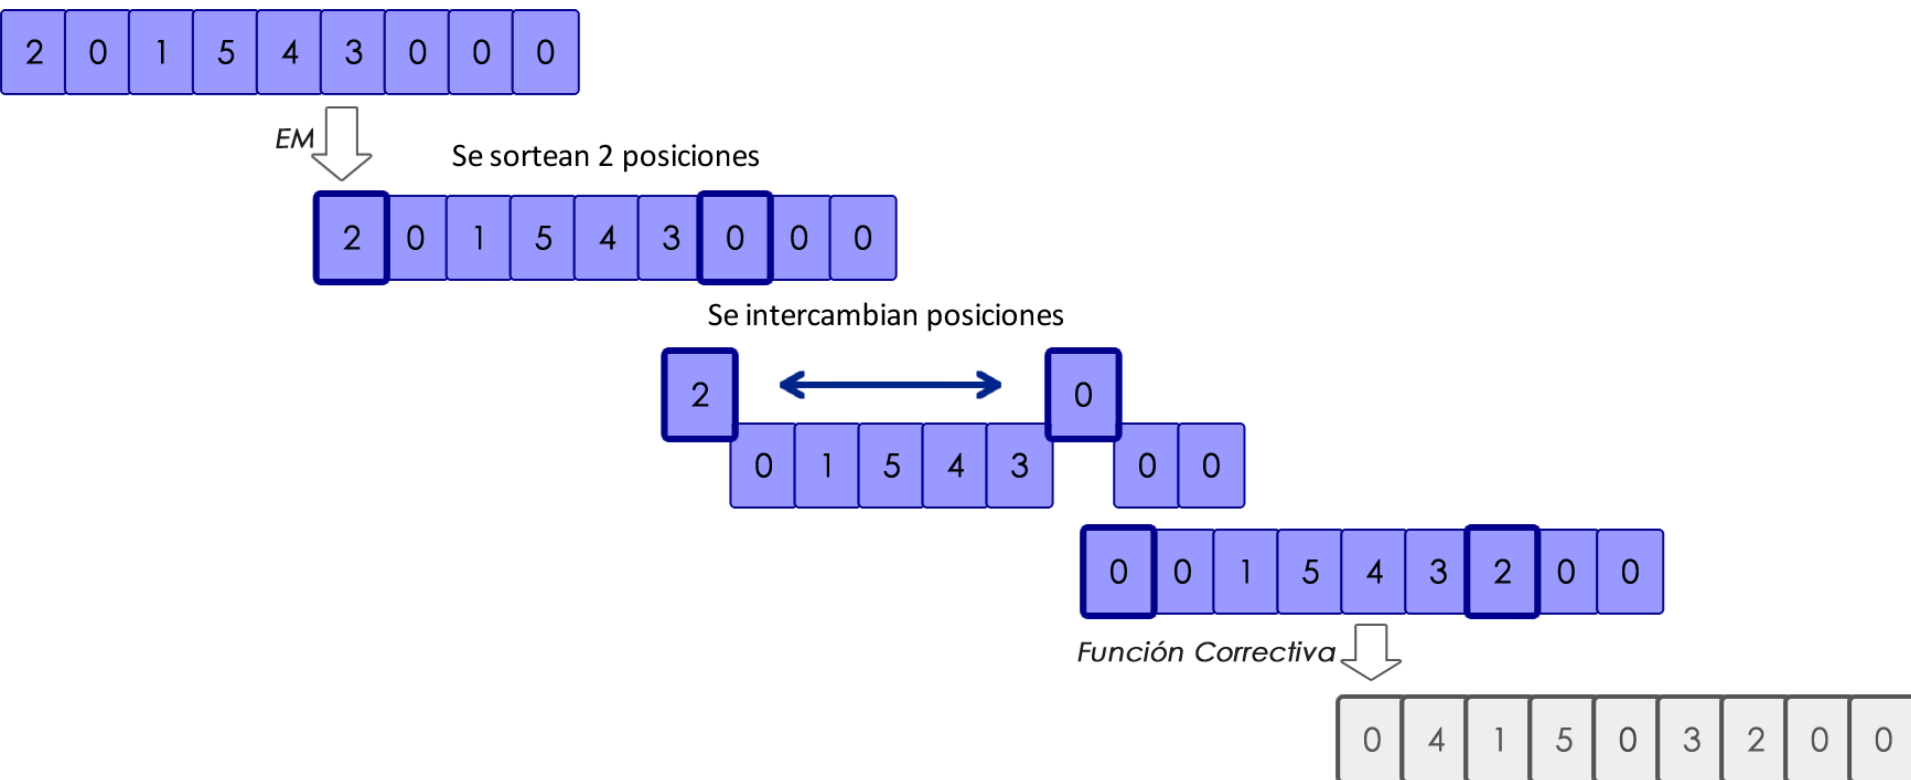 2 0 1 5 4 3 0 0 0
EM
Se sortean 2 posiciones
2 0 1 5 4 3 0 0 0
Se intercambian posiciones
2 0
0 1 5 4 3 0 0
0 0 1 5 4 3 2 0 0
Función Correctiva
0 4 1 5 0 3 2 0 0